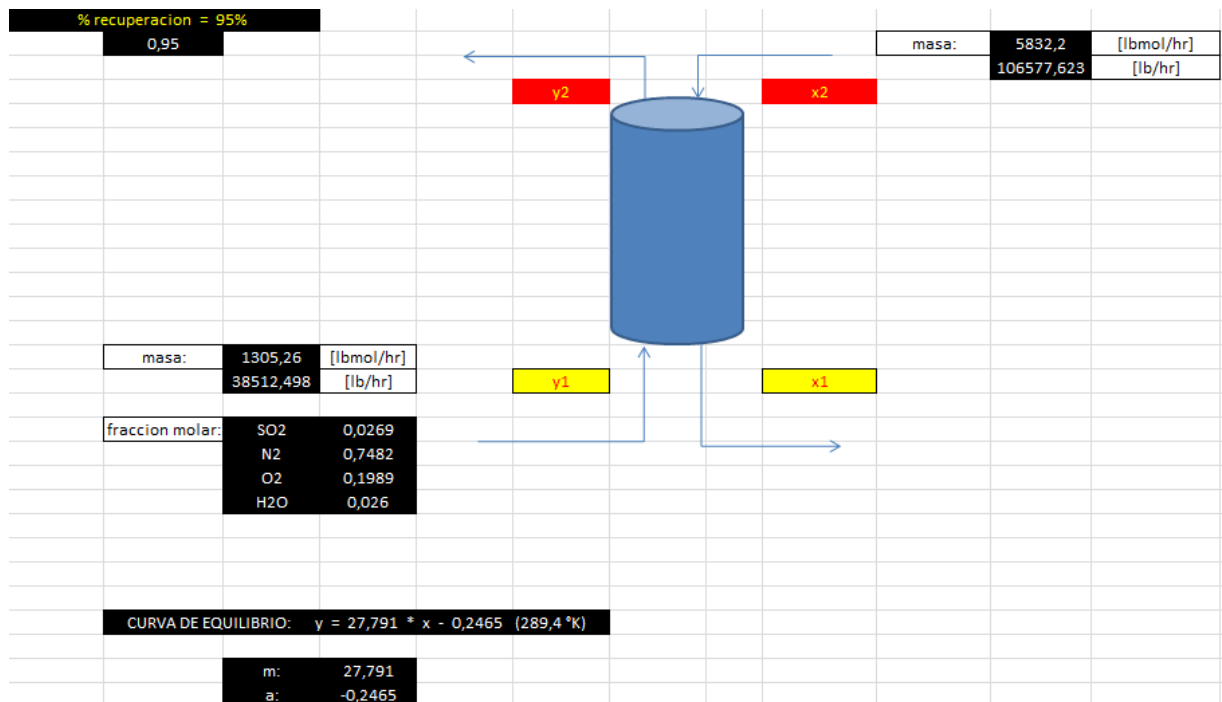 % recuperacion = 95%
0,95
masa: 5832,2 [lbmol/hr]
106577,623 [lb/hr]
y2 x2
masa: 1305,26 [lbmol/hr]
38512,498 [lb/hr]
y1 x1
fraccion molar: SO2 0,0269
N2 0,7482
O2 0,1989
H2O 0,026
CURVA DE EQUILIBRIO: y = 27,791 * x - 0,2465 (289,4 °K)
m: 27,791
a: -0,2465